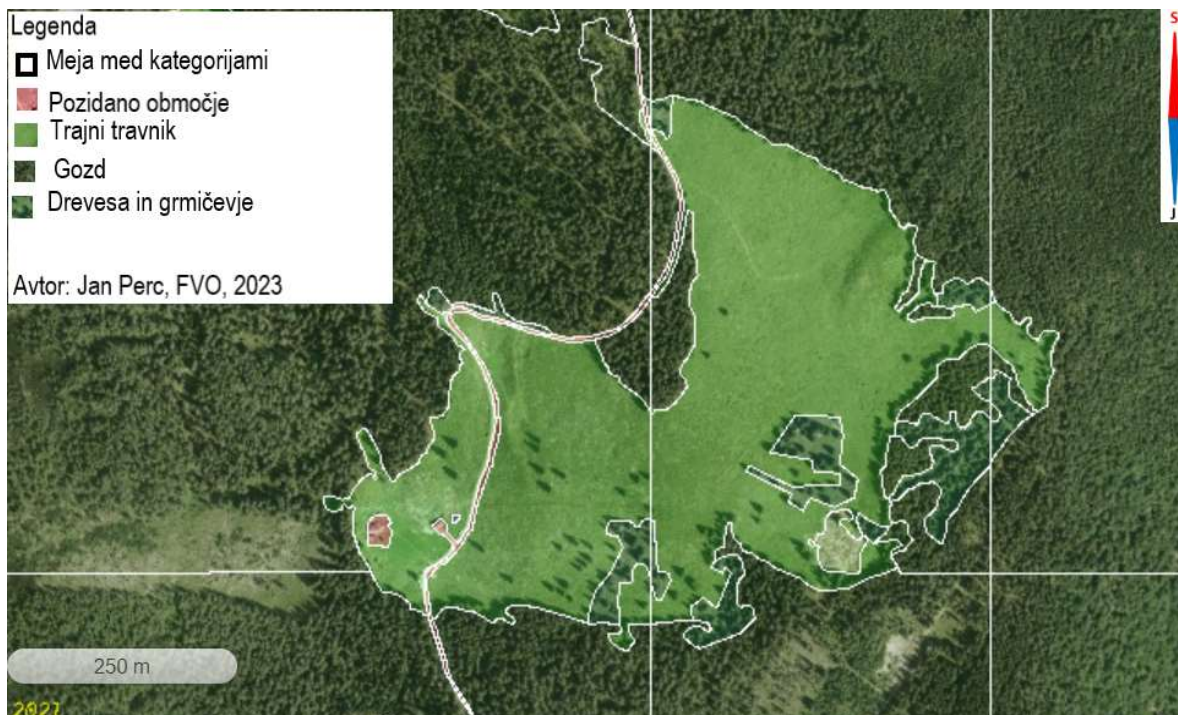 Legenda
Meja med kategorijami
Pozidano območje
Trajni travnik
Gozd
Drevesa in grmičevje
Avtor: Jan Perc, FVO, 2023
S
J
250 m
2021